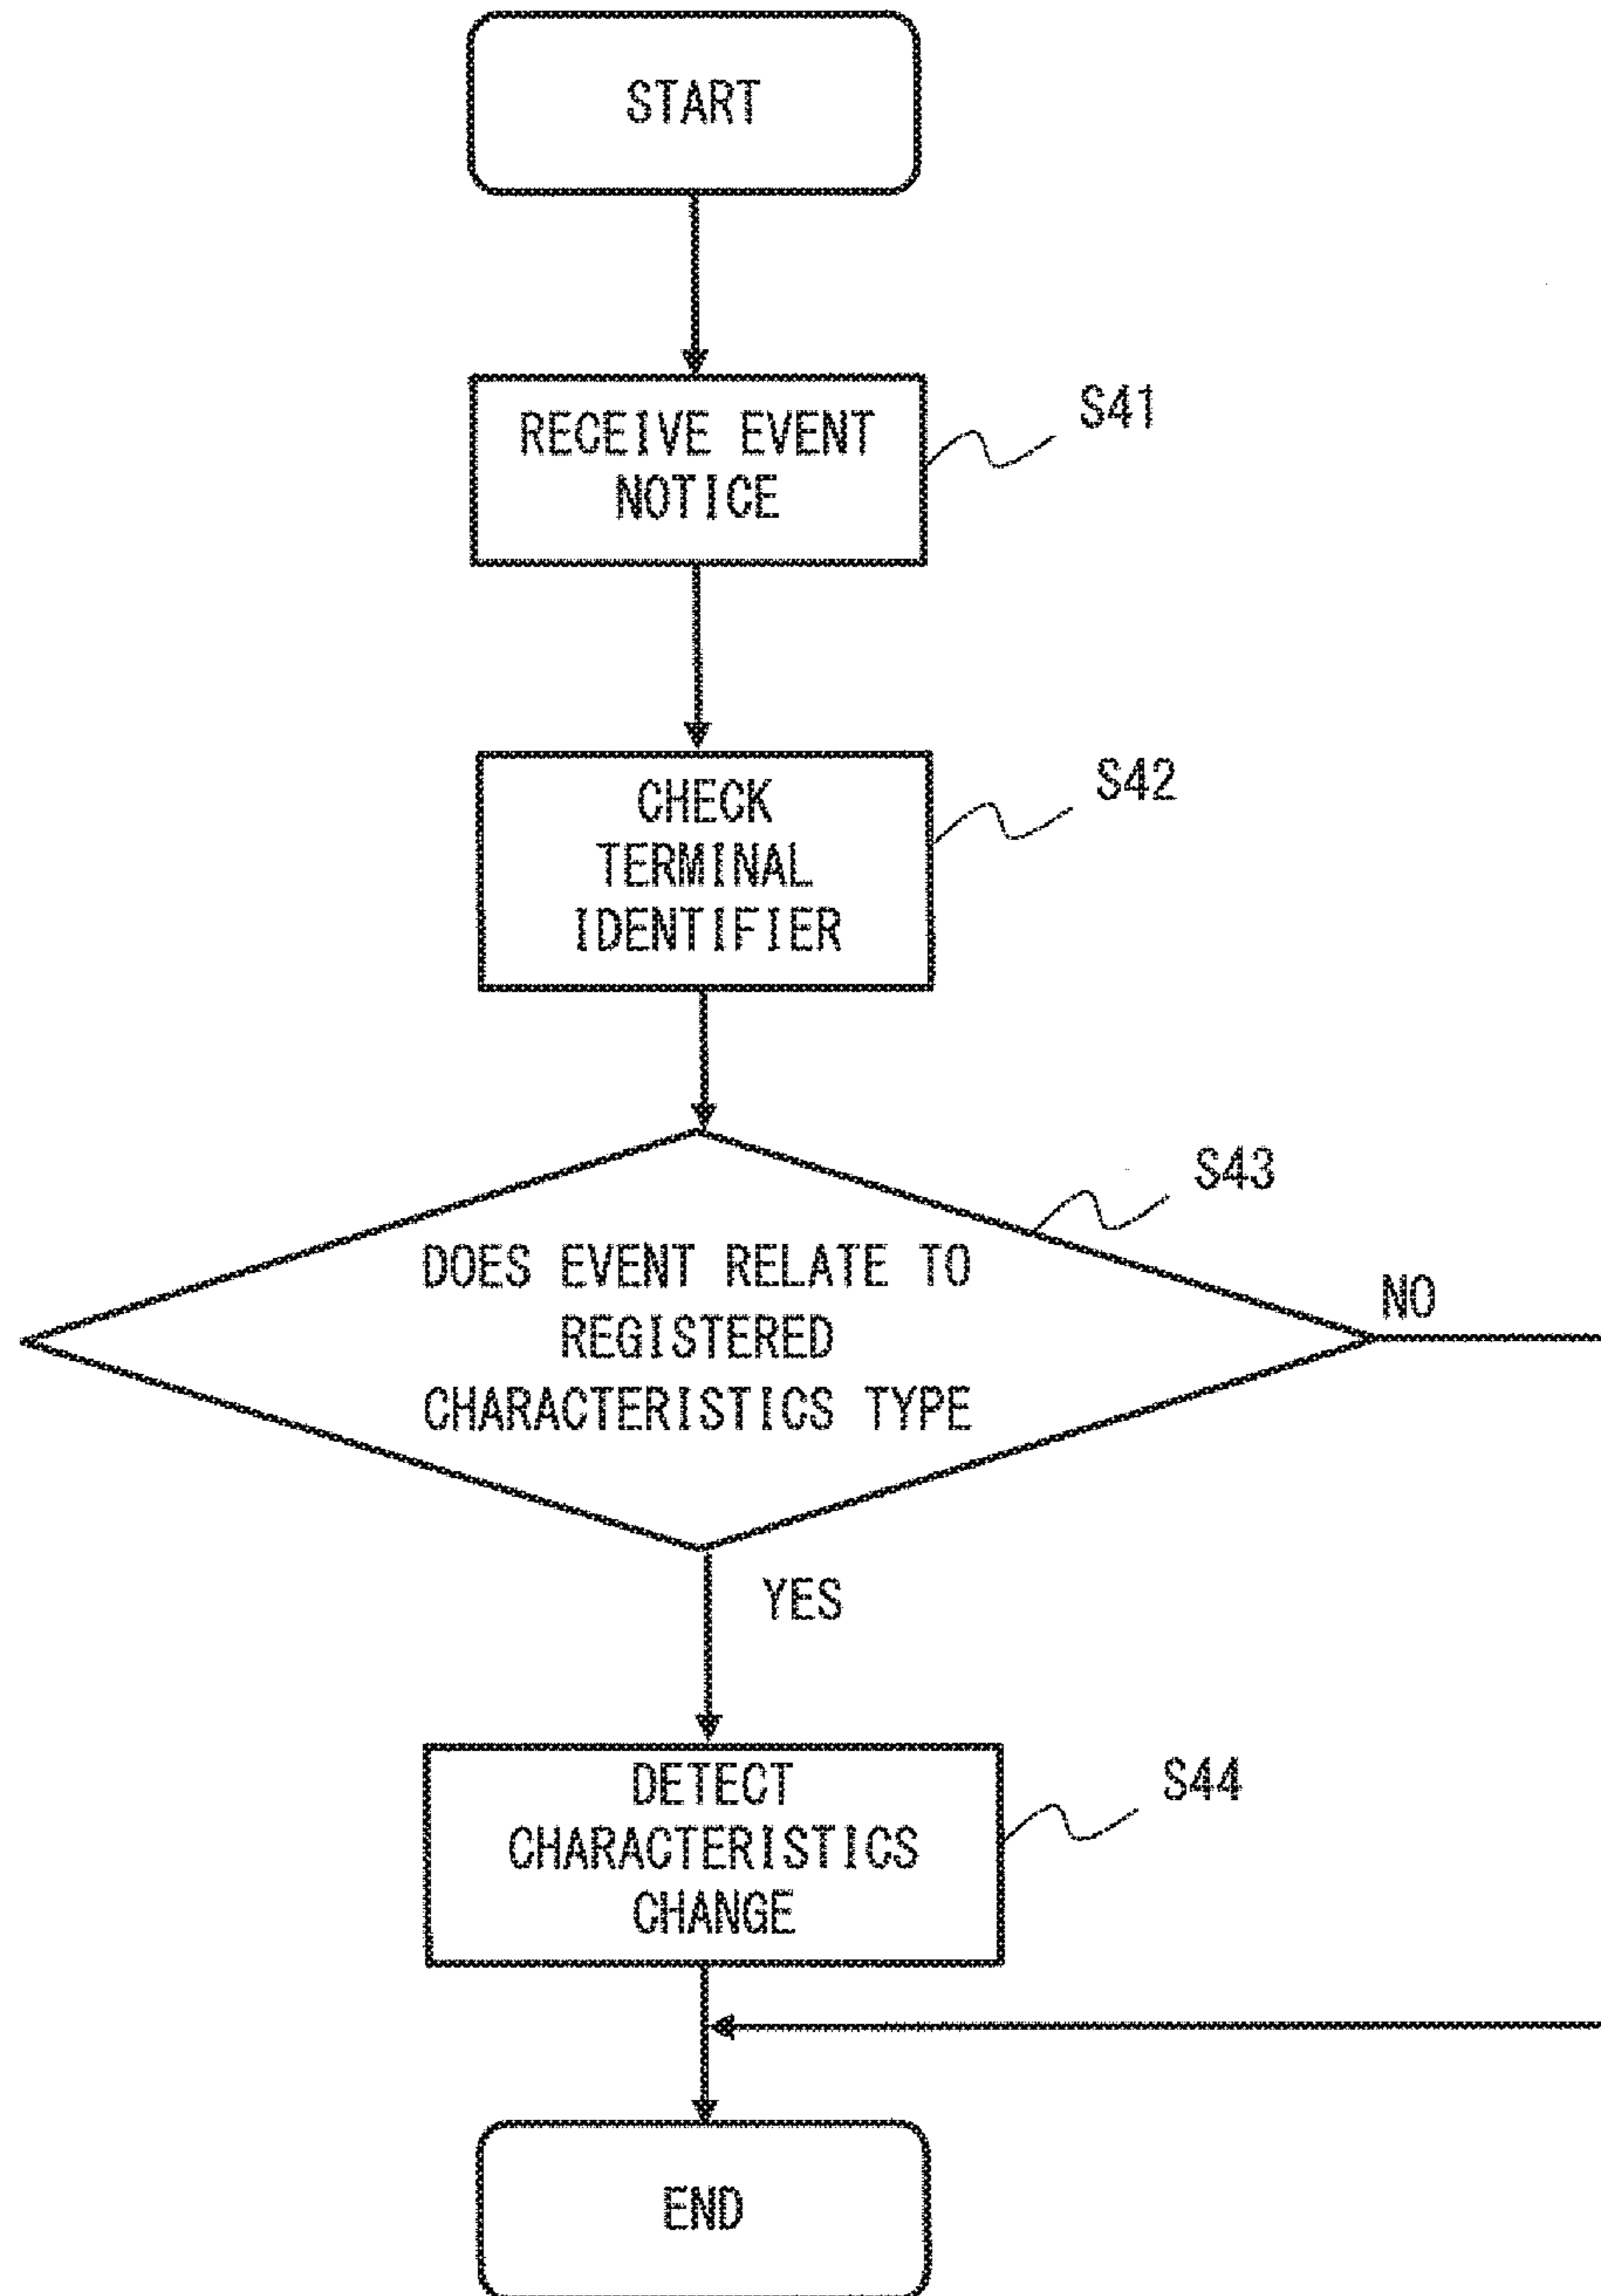 START
RECEIVE EVENT
NOTICE
S41
CHECK
TERMINAL
IDENTIFIER
S42
DOES EVENT RELATE TO
REGISTERED
CHARACTERISTICS TYPE
S43
NO
YES
DETECT
CHARACTERISTICS
CHANGE
S44
END